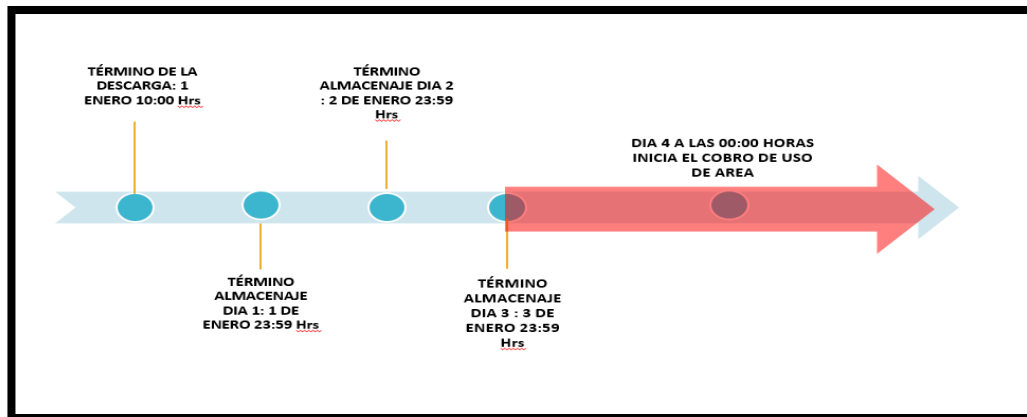 TÉRMINO DE LA
DESCARGA: 1
ENERO 10:00 Hrs
TÉRMINO
ALMACENAJE DIA 2
: 2 DE ENERO 23:59
Hrs
DIA 4 A LAS 00:00 HORAS
INICIA EL COBRO DE USO
DE AREA
TÉRMINO
ALMACENAJE
DIA 1: 1 DE
ENERO 23:59 Hrs
TÉRMINO
ALMACENAJE
DIA 3 : 3 DE
ENERO 23:59
Hrs